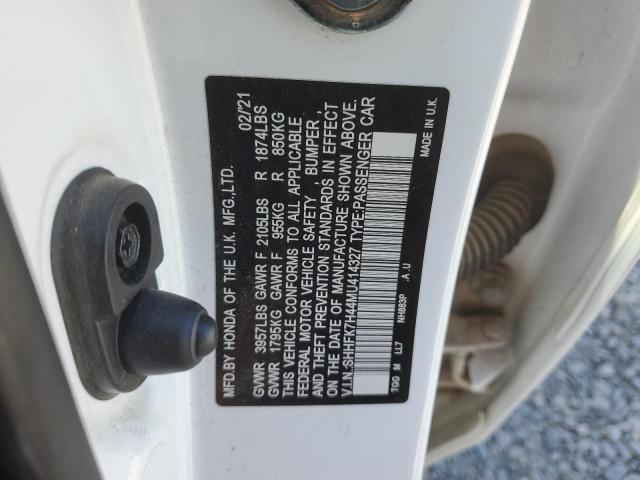 MFD.BY HONDA OF THE U.K. MFG.,LTD. 02/'21
GVWR 3957LBS GAWR F 2105LBS R 1874LBS
GVWR 1795KG GAWR F 955KG R 850KG
THIS VEHICLE CONFORMS TO ALL APPLICABLE
FEDERAL MOTOR VEHICLE SAFETY , BUMPER ,
AND THEFT PREVENTION STANDARDS IN EFFECT
ON THE DATE OF MANUFACTURE SHOWN ABOVE.
V.I.N.:SHHFK7H44MU414327 TYPE:PASSENGER CAR
TGG M LL7 NH883P .A.U MADE IN U.K.